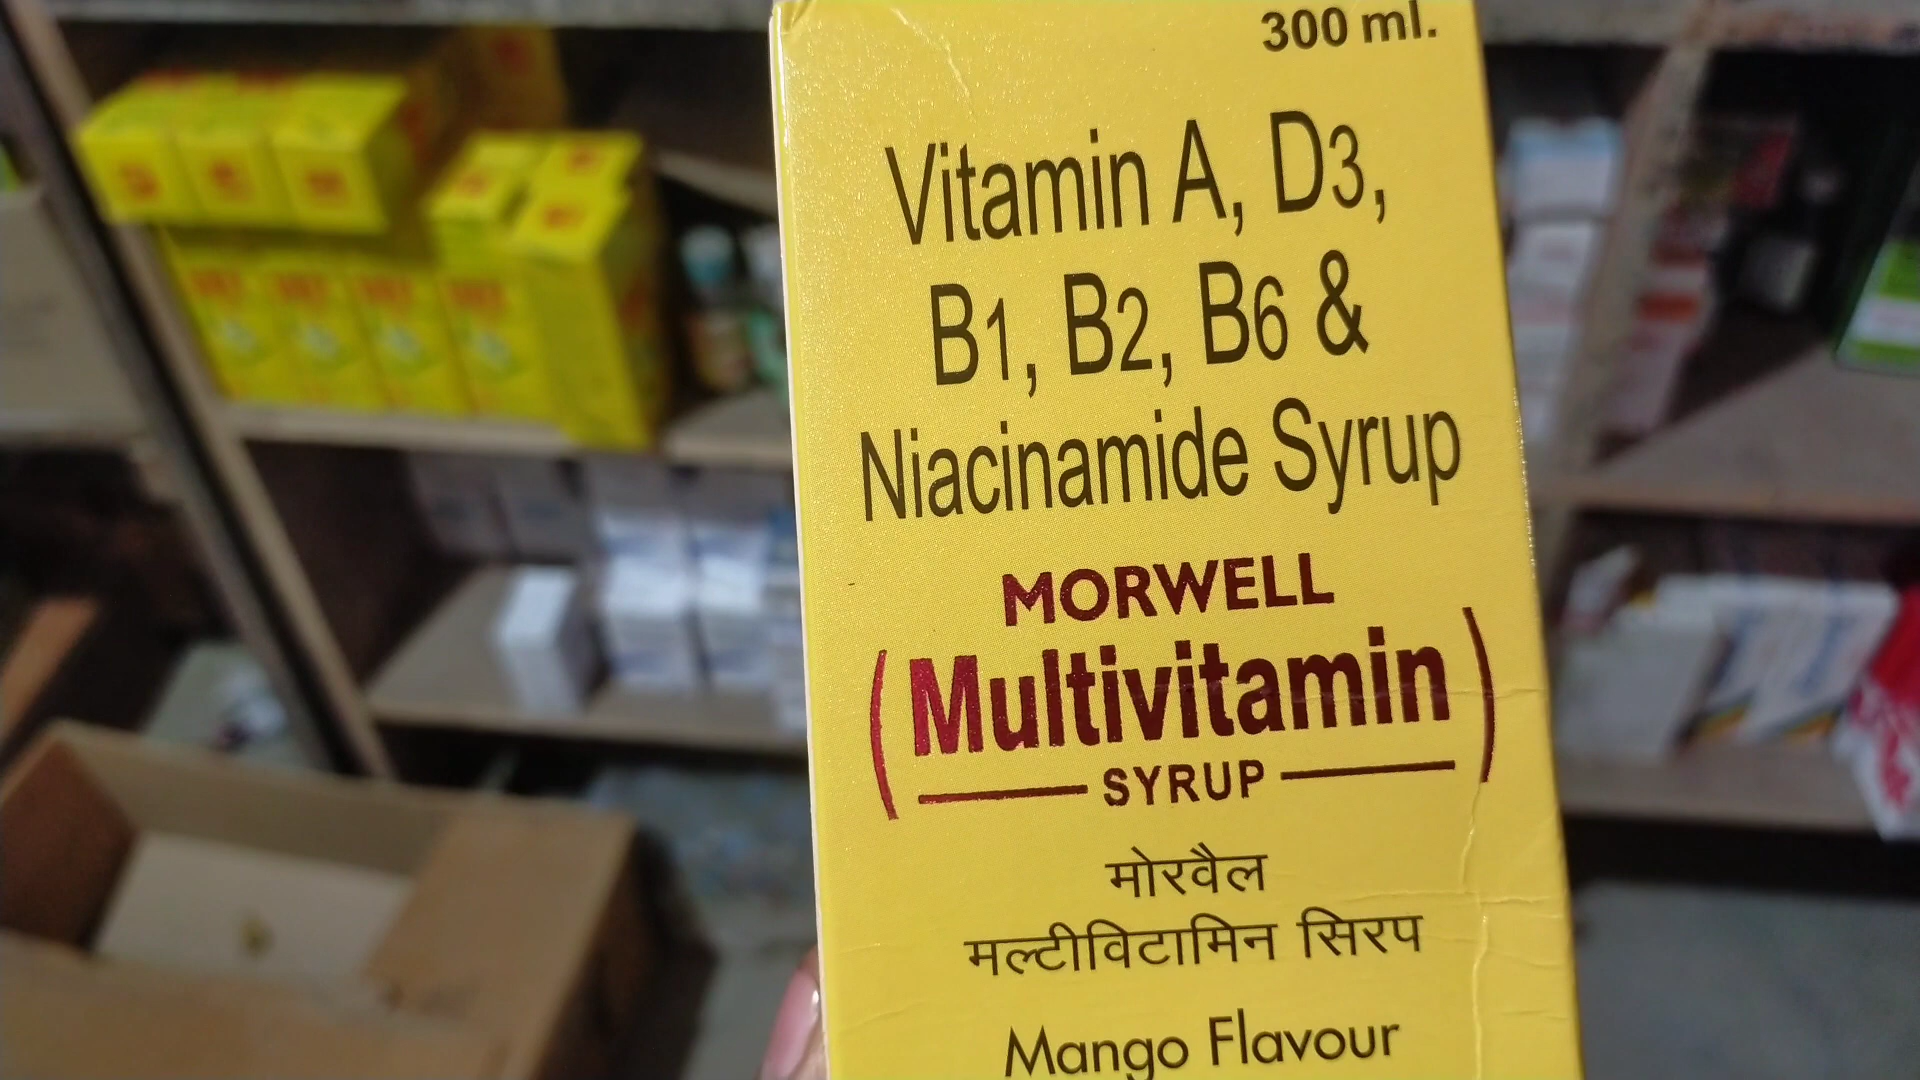 300 ml.
Vitamin A, D3,
B1, B2, B6 &
Niacinamide Syrup
MORWELL
(Multivitamin)
SYRUP
मोरवैल
मल्टीविटामिन सिरप
Mango Flavour